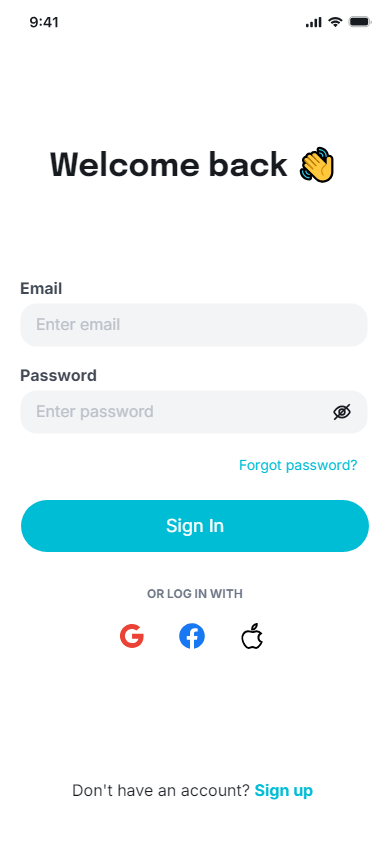 9:41
Welcome back 👋
Email
Enter email
Password
Enter password
Forgot password?
Sign In
OR LOG IN WITH
Don't have an account? Sign up